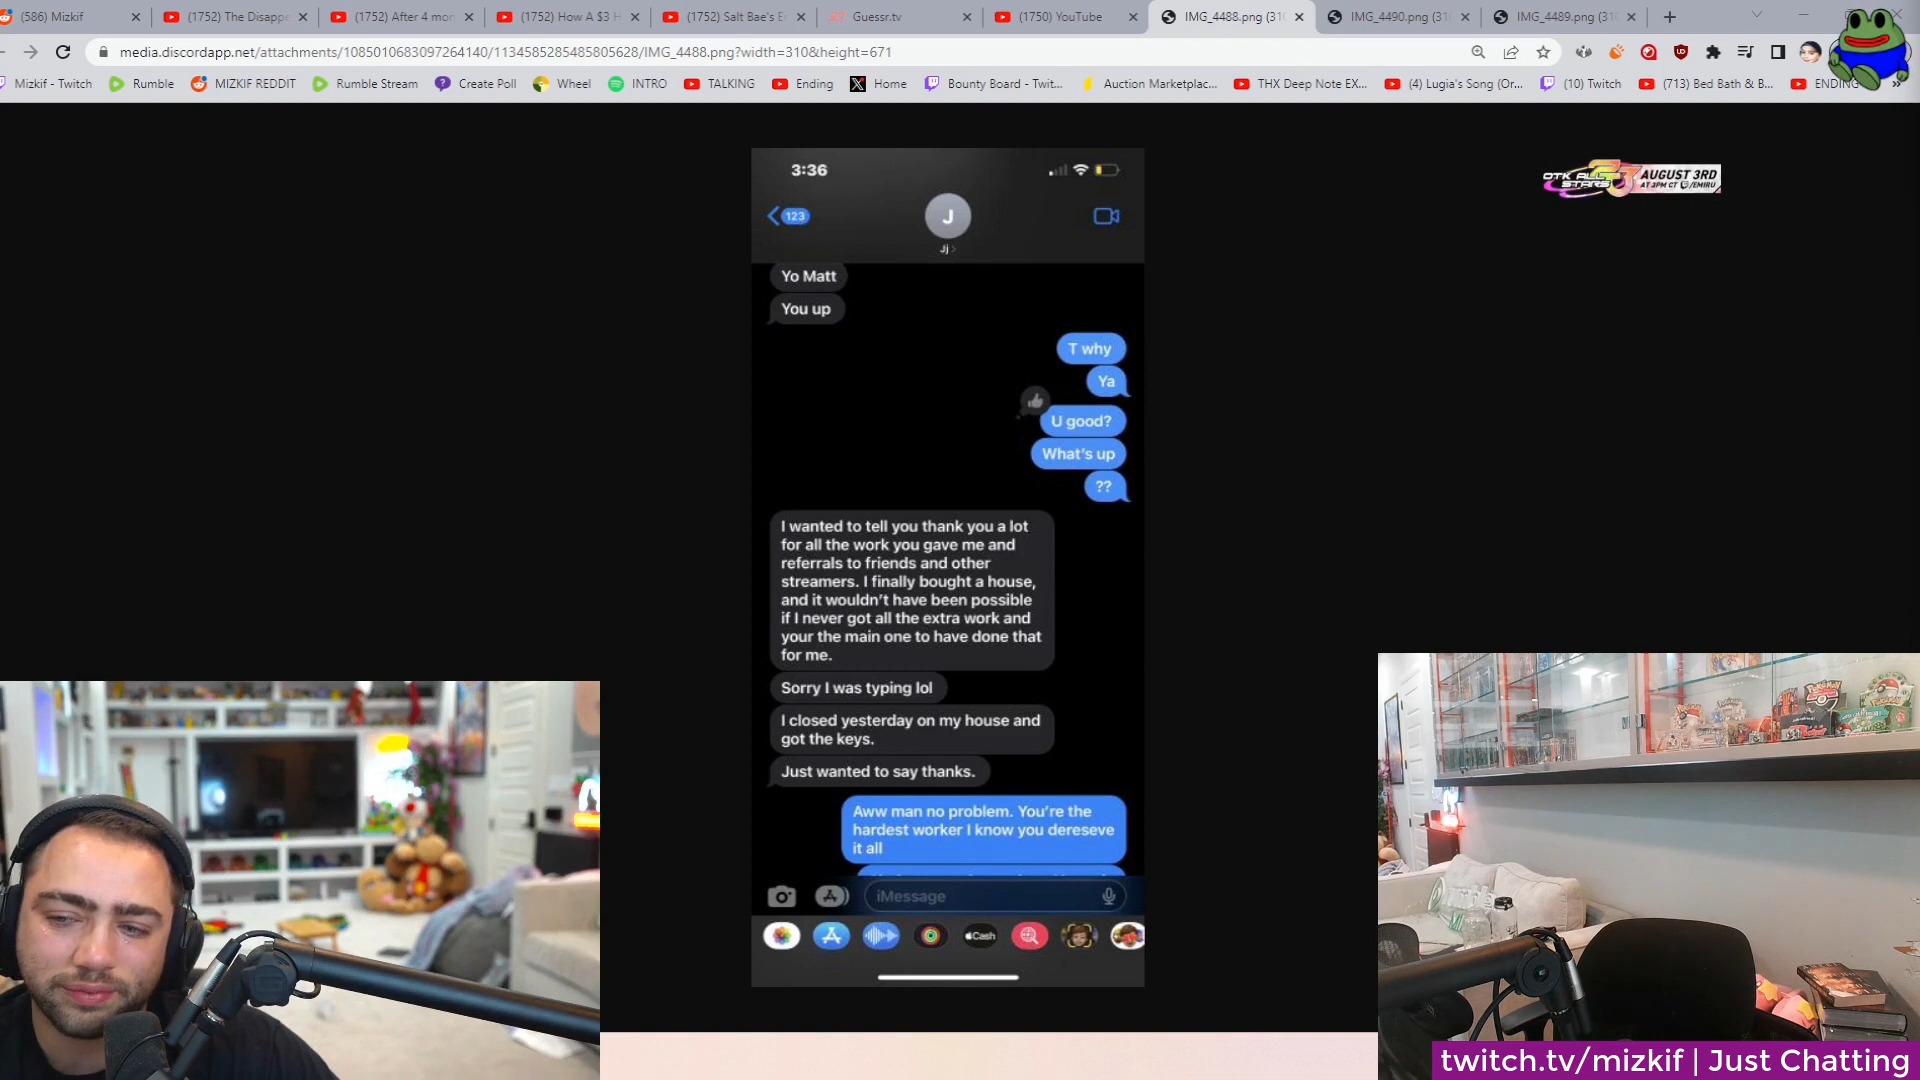 (586) Mizkif
(1752) The Disappe
(1752) After 4 mon
(1752) How A $3 H
(1752) Salt Bae's E
Guessr.tv
(1750) YouTube
IMG_4488.png (31
IMG_4490.png (31
IMG_4489.png (31
media.discordapp.net/attachments/1085010683097264140/1134585285485805628/IMG_4488.png?width=310&height=671
Mizkif - Twitch
Rumble
MIZKIF REDDIT
Rumble Stream
Create Poll
Wheel
INTRO
TALKING
Ending
Home
Bounty Board - Twit...
Auction Marketplac...
THX Deep Note EX...
(4) Lugia's Song (Or...
(10) Twitch
(713) Bed Bath & B...
ENDING
OTK ALL
STARS
AUGUST 3RD
AT 3PM CT /EMIRU
3:36
123
J
Jj
Yo Matt
You up
T why
Ya
U good?
What's up
??
I wanted to tell you thank you a lot
for all the work you gave me and
referrals to friends and other
streamers. I finally bought a house,
and it wouldn't have been possible
if I never got all the extra work and
your the main one to have done that
for me.
Sorry I was typing lol
I closed yesterday on my house and
got the keys.
Just wanted to say thanks.
Aww man no problem. You're the
hardest worker I know you dereseve
it all
iMessage
Cash
twitch.tv/mizkif | Just Chatting